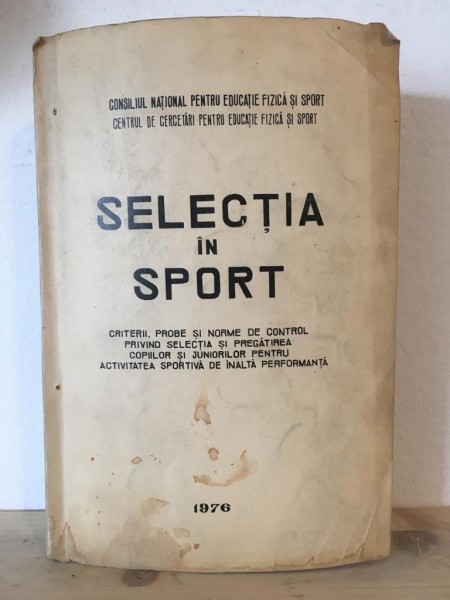 CONSILIUL NAȚIONAL PENTRU EDUCAȚIE FIZICĂ ȘI SPORT
CENTRUL DE CERCETĂRI PENTRU EDUCAȚIE FIZICĂ ȘI SPORT
SELECȚIA
ÎN
SPORT
CRITERII, PROBE ȘI NORME DE CONTROL
PRIVIND SELECȚIA ȘI PREGĂTIREA
COPIILOR ȘI JUNIORILOR PENTRU
ACTIVITATEA SPORTIVĂ DE ÎNALTĂ PERFORMANȚĂ
1976